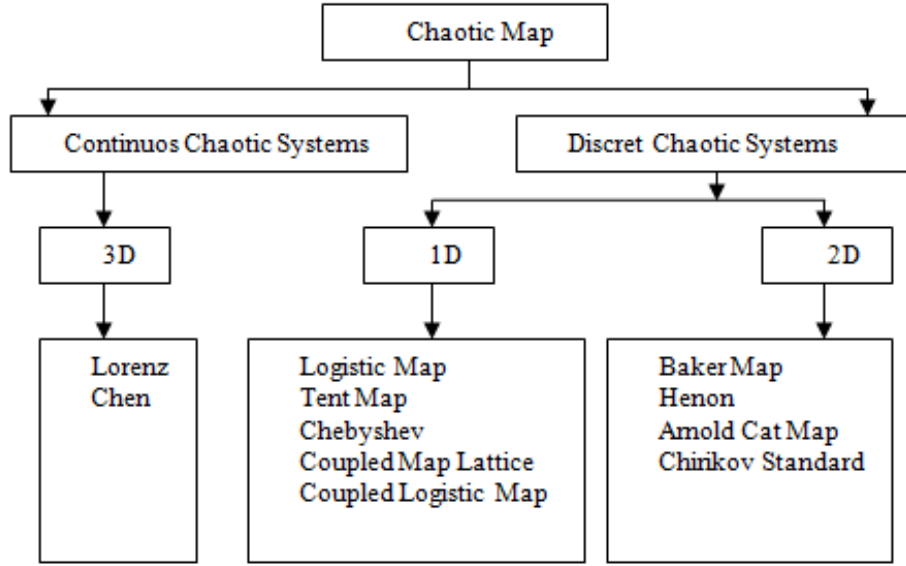 Chaotic Map
Continuos Chaotic Systems
Discret Chaotic Systems
3D
1D
2D
Lorenz
Chen
Logistic Map
Tent Map
Chebyshev
Coupled Map Lattice
Coupled Logistic Map
Baker Map
Henon
Arnold Cat Map
Chirikov Standard